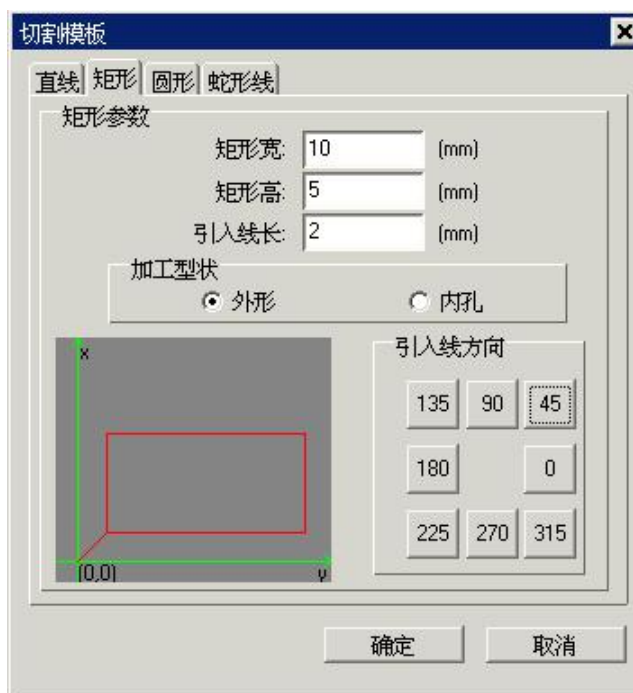 切割模板
直线 矩形 圆形 蛇形线
矩形参数
矩形宽: 10 (mm)
矩形高: 5 (mm)
引入线长: 2 (mm)
加工型状
外形 内孔
x
(0,0) y
引入线方向
135 90 45
180 0
225 270 315
确定 取消